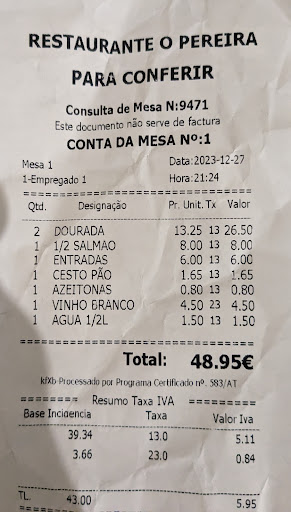 RESTAURANTE O PEREIRA
PARA CONFERIR
Consulta de Mesa N:9471
Este documento não serve de factura
CONTA DA MESA Nº:1
Mesa 1 Data:2023-12-27
1-Empregado 1 Hora:21:24
Qtd. Designação Pr. Unit. Tx Valor
2 DOURADA 13.25 13 26.50
1 1/2 SALMAO 8.00 13 8.00
1 ENTRADAS 6.00 13 6.00
1 CESTO PÃO 1.65 13 1.65
1 AZEITONAS 0.80 13 0.80
1 VINHO BRANCO 4.50 23 4.50
1 AGUA 1/2L 1.50 13 1.50
Total: 48.95€
kfXb Processado por Programa Certificado nº. 583/AT
Resumo Taxa IVA
Base Incidencia Taxa Valor Iva
39.34 13.0 5.11
3.66 23.0 0.84
TL. 43.00 5.95